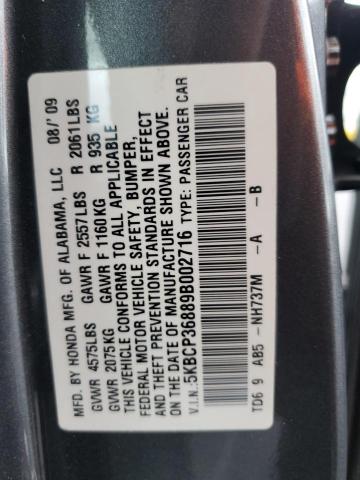 MFD. BY HONDA MFG. OF ALABAMA, LLC 08/'09
GVWR 4575LBS GAWR F 2557LBS R 2061LBS
GVWR 2075KG GAWR F 1160KG R 935 KG
THIS VEHICLE CONFORMS TO ALL APPLICABLE
FEDERAL MOTOR VEHICLE SAFETY, BUMPER,
AND THEFT PREVENTION STANDARDS IN EFFECT
ON THE DATE OF MANUFACTURE SHOWN ABOVE.
V.I.N.: 5KBCP36889B002716 TYPE: PASSENGER CAR
TD6 9 AB5- NH737M -A -B